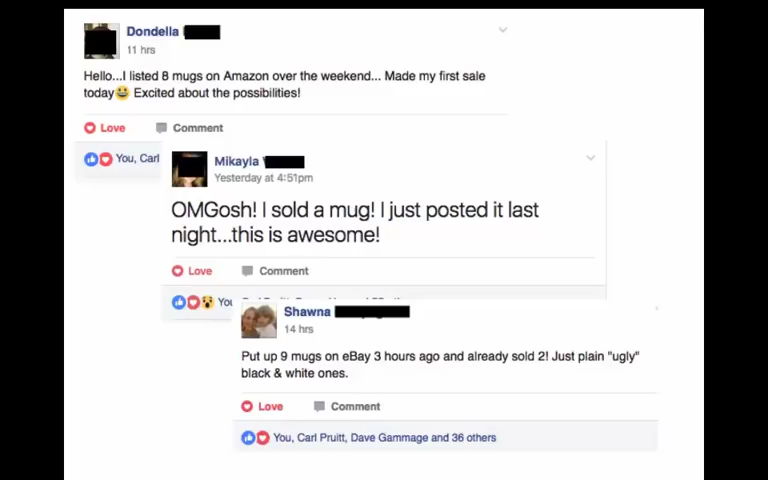 Dondella
11 hrs
Hello...I listed 8 mugs on Amazon over the weekend... Made my first sale
today😀 Excited about the possibilities!
Love Comment
You, Carl
Mikayla
Yesterday at 4:51pm
OMGosh! I sold a mug! I just posted it last
night...this is awesome!
Love Comment
You
Shawna
14 hrs
Put up 9 mugs on eBay 3 hours ago and already sold 2! Just plain "ugly"
black & white ones.
Love Comment
You, Carl Pruitt, Dave Gammage and 36 others